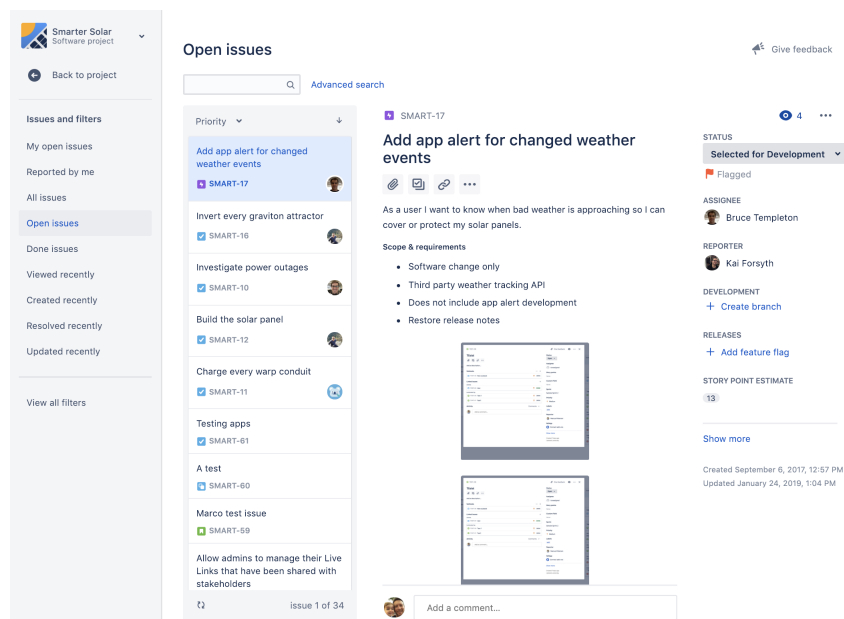 Smarter Solar
Software project
Back to project
Issues and filters
My open issues
Reported by me
All issues
Open issues
Done issues
Viewed recently
Created recently
Resolved recently
Updated recently
View all filters
Open issues
Give feedback
Advanced search
Priority
Add app alert for changed
weather events
SMART-17
Invert every graviton attractor
SMART-16
Investigate power outages
SMART-10
Build the solar panel
SMART-12
Charge every warp conduit
SMART-11
Testing apps
SMART-61
A test
SMART-60
Marco test issue
SMART-59
Allow admins to manage their Live
Links that have been shared with
stakeholders
issue 1 of 34
SMART-17
4
Add app alert for changed weather
events
As a user I want to know when bad weather is approaching so I can
cover or protect my solar panels.
Scope & requirements
Software change only
Third party weather tracking API
Does not include app alert development
Restore release notes
Add a comment…
STATUS
Selected for Development
Flagged
ASSIGNEE
Bruce Templeton
REPORTER
Kai Forsyth
DEVELOPMENT
+ Create branch
RELEASES
+ Add feature flag
STORY POINT ESTIMATE
13
Show more
Created September 6, 2017, 12:57 PM
Updated January 24, 2019, 1:04 PM